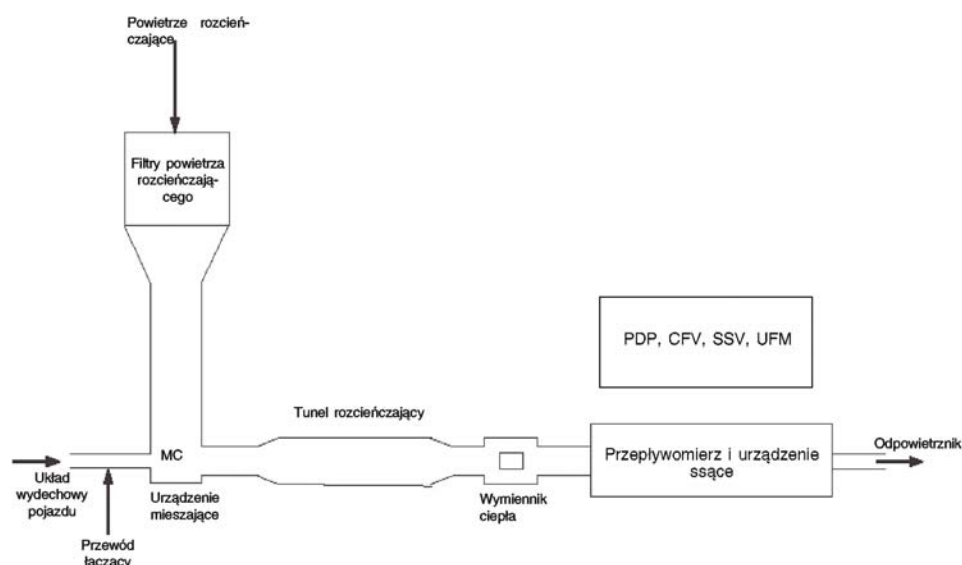 Powietrze rozcień-
czające
Filtry powietrza
rozcieńczają-
cego
PDP, CFV, SSV, UFM
Tunel rozcieńczający
MC
Przepływomierz i urządzenie
ssące
Odpowietrznik
Układ
wydechowy
pojazdu
Urządzenie
mieszające
Wymiennik
ciepła
Przewód
łączący